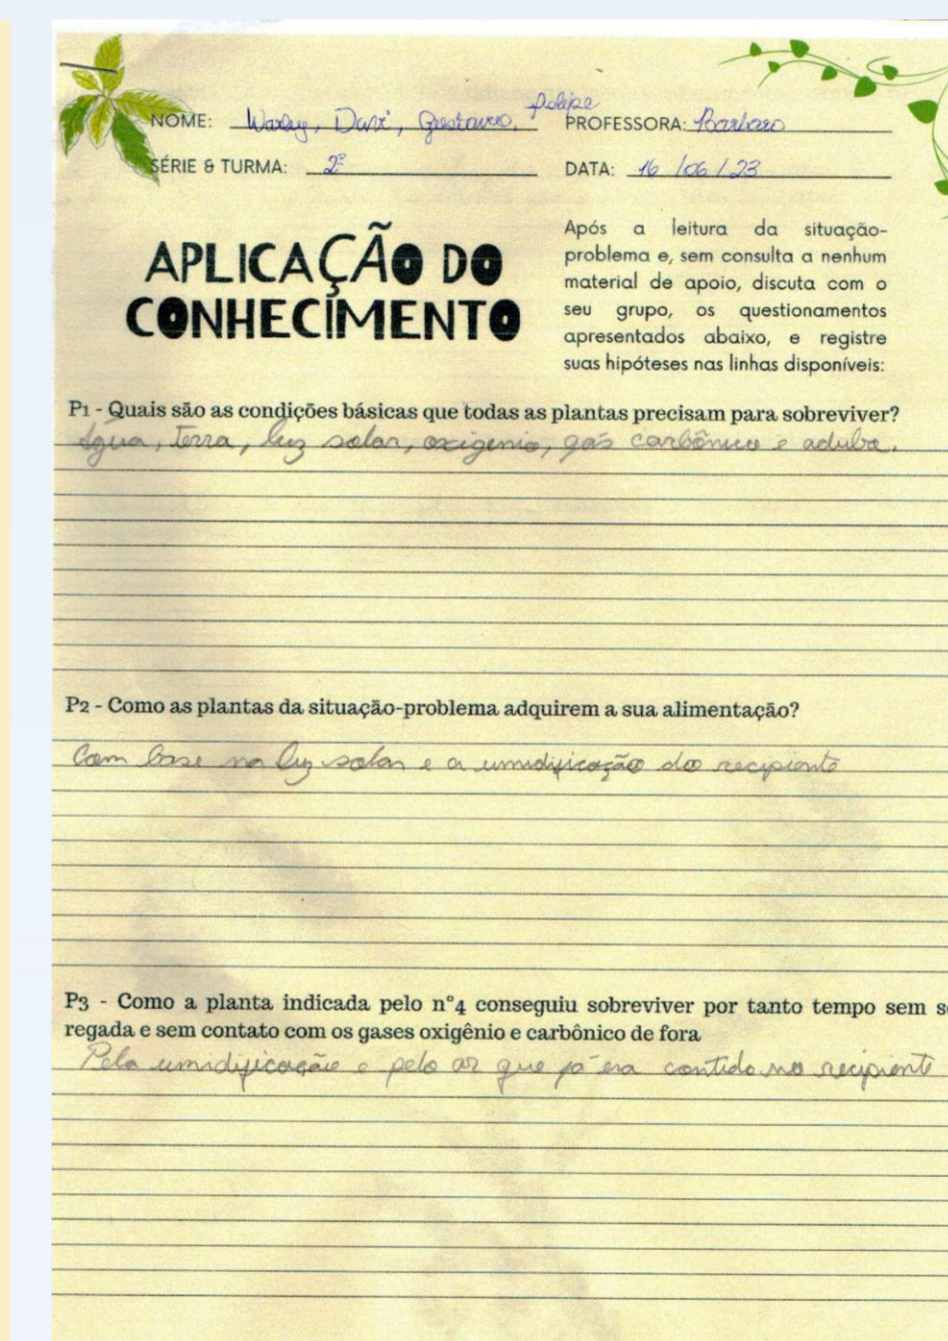 Felipe
NOME: Warley, Davi, Gustavo, PROFESSORA: Barbara
SÉRIE & TURMA: 2º DATA: 16/06/23
APLICAÇÃO DO
CONHECIMENTO
Após a leitura da situação-
problema e, sem consulta a nenhum
material de apoio, discuta com o
seu grupo, os questionamentos
apresentados abaixo, e registre
suas hipóteses nas linhas disponíveis:
P1 - Quais são as condições básicas que todas as plantas precisam para sobreviver?
Água, terra, luz solar, oxigenio, gás carbônico e aduba.
P2 - Como as plantas da situação-problema adquirem a sua alimentação?
Com base na luz solar e a umidificação do recipiente
P3 - Como a planta indicada pelo nº4 conseguiu sobreviver por tanto tempo sem s
regada e sem contato com os gases oxigênio e carbônico de fora
Pela umidificação e pelo ar que já era contido no recipiente